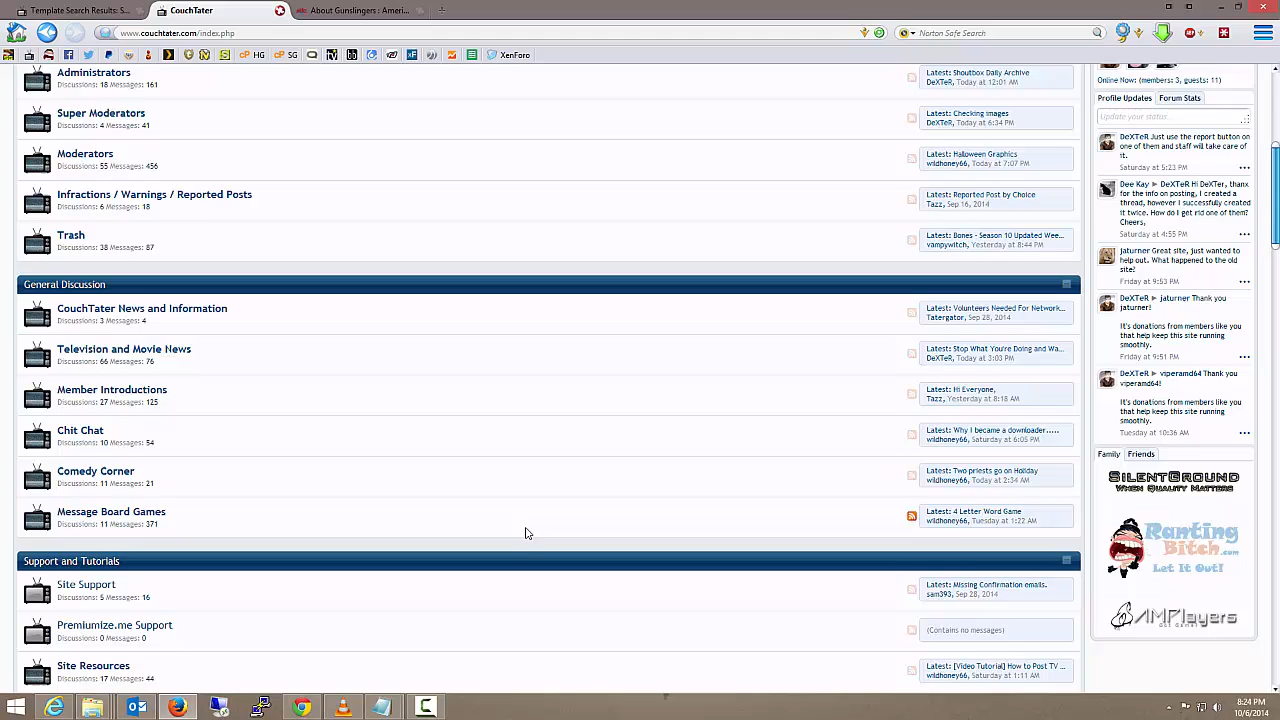 Template Search Results: S...
CouchTater
About Gunslingers : Ameri...
www.couchtater.com/index.php
Norton Safe Search
HG
SG
XenForo
Administrators
Discussions: 18 Messages: 161
Latest: Shoutbox Daily Archive
DeXTeR, Today at 12:01 AM
Super Moderators
Discussions: 4 Messages: 41
Latest: Checking images
DeXTeR, Today at 6:34 PM
Moderators
Discussions: 55 Messages: 456
Latest: Halloween Graphics
wildhoney66, Today at 7:07 PM
Infractions / Warnings / Reported Posts
Discussions: 6 Messages: 18
Latest: Reported Post by Choice
Tazz, Sep 16, 2014
Trash
Discussions: 38 Messages: 87
Latest: Bones - Season 10 Updated Wee...
vampywitch, Yesterday at 8:44 PM
General Discussion
CouchTater News and Information
Discussions: 3 Messages: 4
Latest: Volunteers Needed For Network...
Tatergator, Sep 28, 2014
Television and Movie News
Discussions: 66 Messages: 76
Latest: Stop What You're Doing and Wa...
DeXTeR, Today at 3:03 PM
Member Introductions
Discussions: 27 Messages: 125
Latest: Hi Everyone,
Tazz, Yesterday at 8:18 AM
Chit Chat
Discussions: 10 Messages: 54
Latest: Why I became a downloader.....
wildhoney66, Saturday at 6:05 PM
Comedy Corner
Discussions: 11 Messages: 21
Latest: Two priests go on Holiday
wildhoney66, Today at 2:34 AM
Message Board Games
Discussions: 11 Messages: 371
Latest: 4 Letter Word Game
wildhoney66, Tuesday at 1:22 AM
Support and Tutorials
Site Support
Discussions: 5 Messages: 16
Latest: Missing Confirmation emails.
sam393, Sep 28, 2014
Premiumize.me Support
Discussions: 0 Messages: 0
(Contains no messages)
Site Resources
Discussions: 17 Messages: 44
Latest: [Video Tutorial] How to Post TV ...
wildhoney66, Saturday at 1:11 AM
Online Now: (members: 3, guests: 11)
Profile Updates
Forum Stats
Update your status...
DeXTeR Just use the report button on
one of them and staff will take care of
it.
Saturday at 5:23 PM
Dee Kay ► DeXTeR Hi DeXTer, thank
for the info on posting, I created a
thread, however I successfully created
it twice. How do I get rid one of them?
Cheers,
Saturday at 4:55 PM
jaturner Great site, just wanted to
help out. What happened to the old
site?
Friday at 9:53 PM
DeXTeR ► jaturner Thank you
jaturner!
It's donations from members like you
that help keep this site running
smoothly.
Friday at 9:51 PM
DeXTeR ► viperamd64 Thank you
viperamd64!
It's donations from members like you
that help keep this site running
smoothly.
Tuesday at 10:36 AM
Family
Friends
SILENTGROUND
WHEN QUALITY MATTERS
Ranting
Bitch.com
Let It Out!
AMPlayers
8:24 PM
10/6/2014